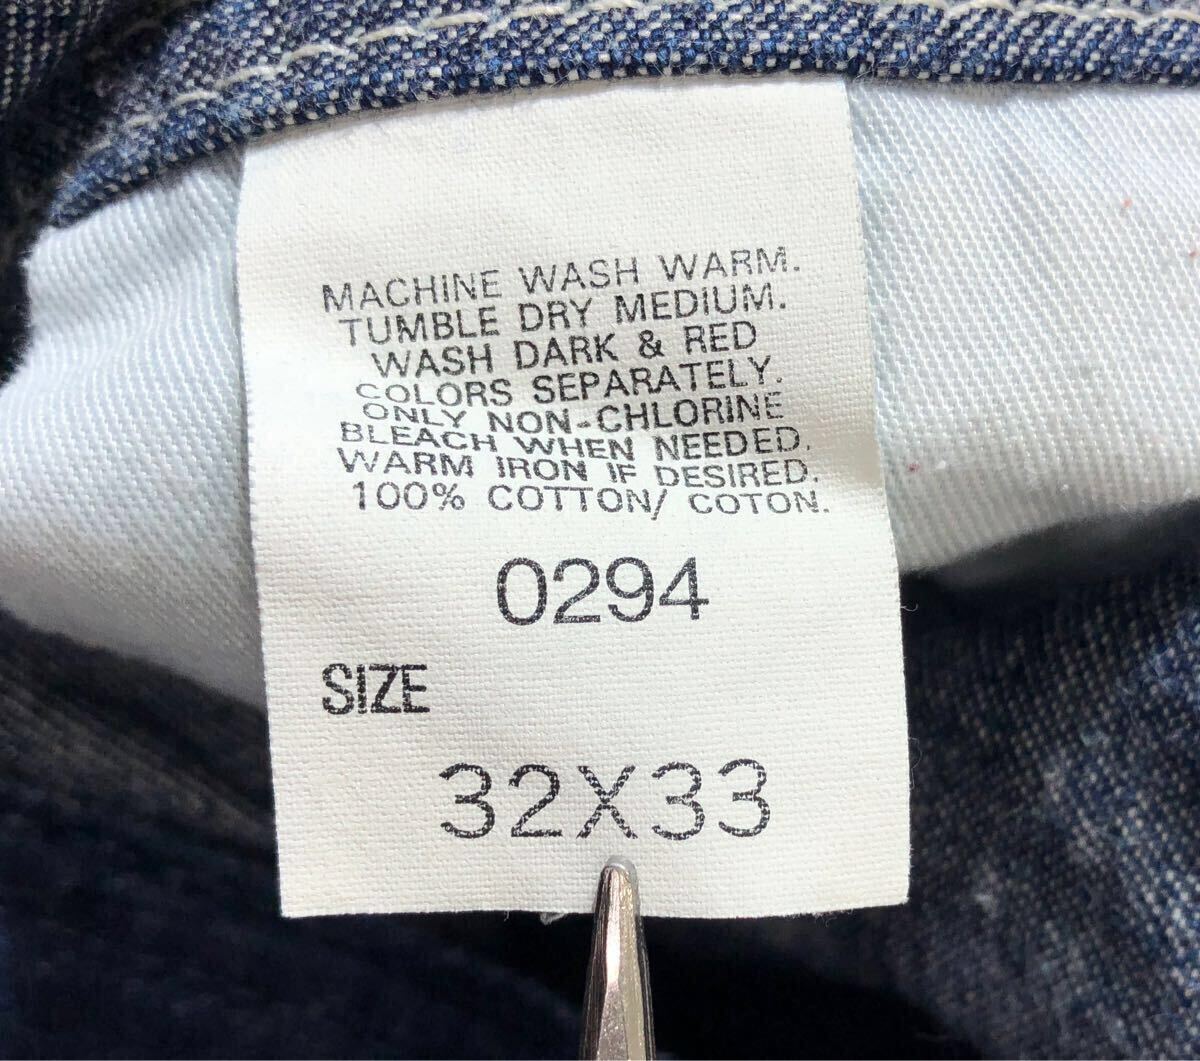 MACHINE WASH WARM.
TUMBLE DRY MEDIUM.
WASH DARK & RED
COLORS SEPARATELY.
ONLY NON-CHLORINE
BLEACH WHEN NEEDED.
WARM IRON IF DESIRED.
100% COTTON/ COTON.
0294
SIZE
32X33